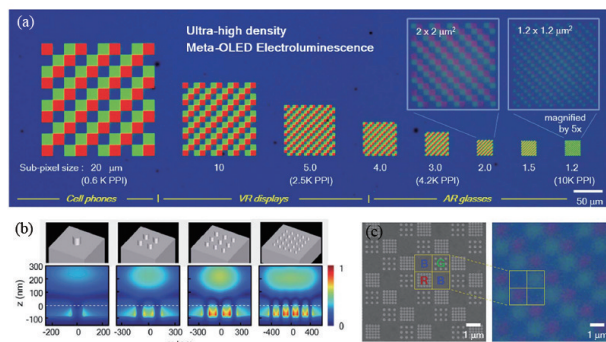 (a)
Ultra-high density
Meta-OLED Electroluminescence
2 x 2 μm²
1.2 x 1.2 μm²
magnified
by 5x
Sub-pixel size : 20 μm
10
5.0
4.0
3.0
2.0
1.5
1.2
(0.6 K PPI)
(2.5K PPI)
(4.2K PPI)
(10K PPI)
Cell phones
VR displays
AR glasses
50 μm
(b)
z (nm)
300
200
100
0
-100
-150
0
150
-200
0
200
-300
0
300
-400
-200
0
200
400
1
0
(c)
B
G
R
B
1 μm
1 μm